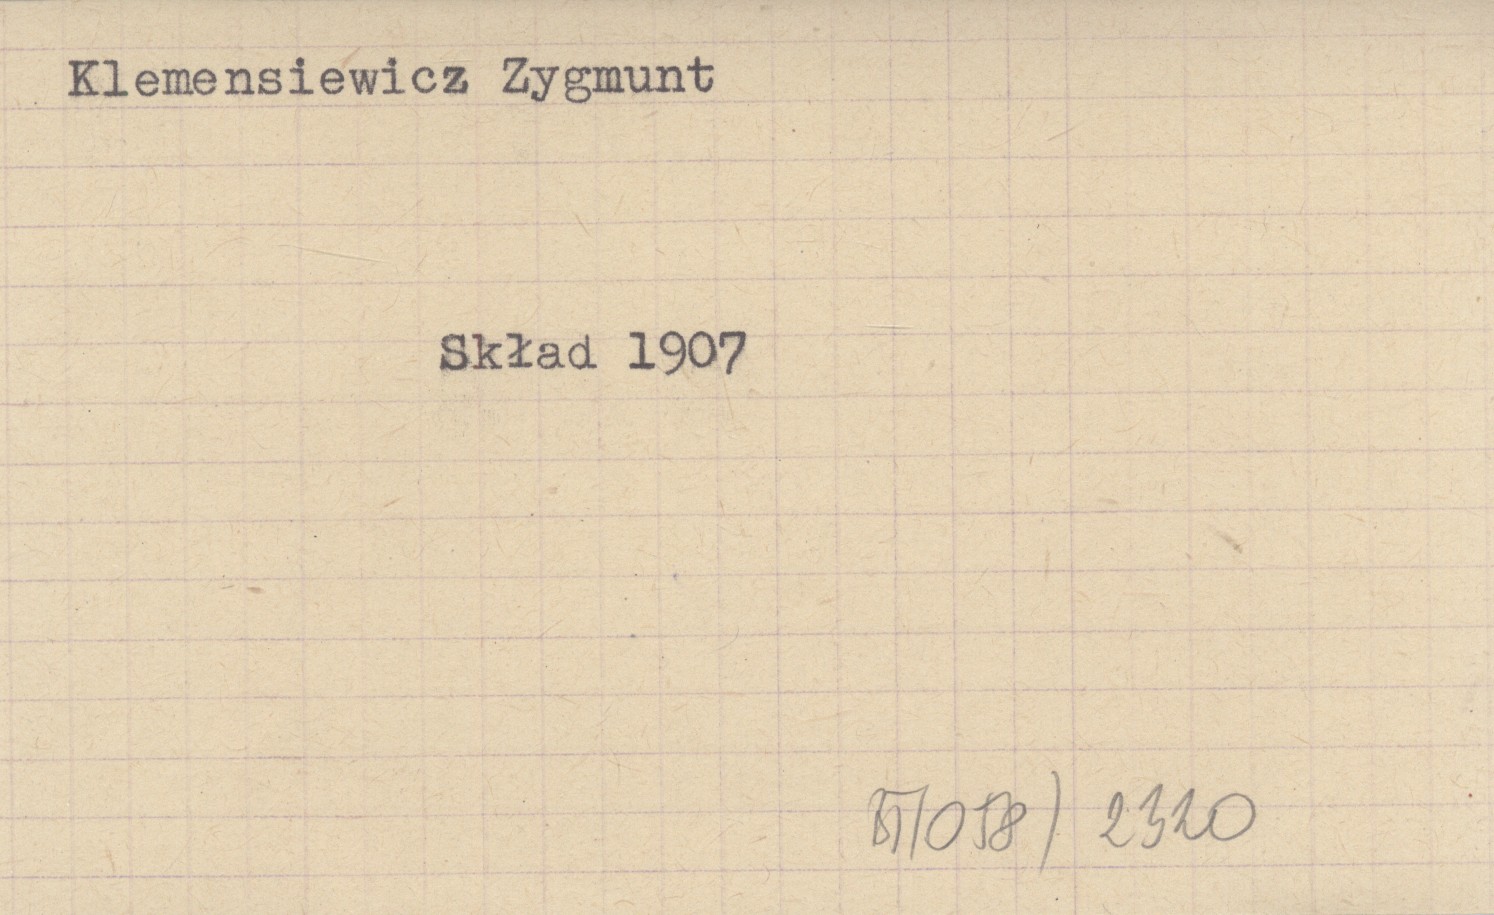 Klemensiewicz Zygmunt
Skład 1907
BT/058) 2320